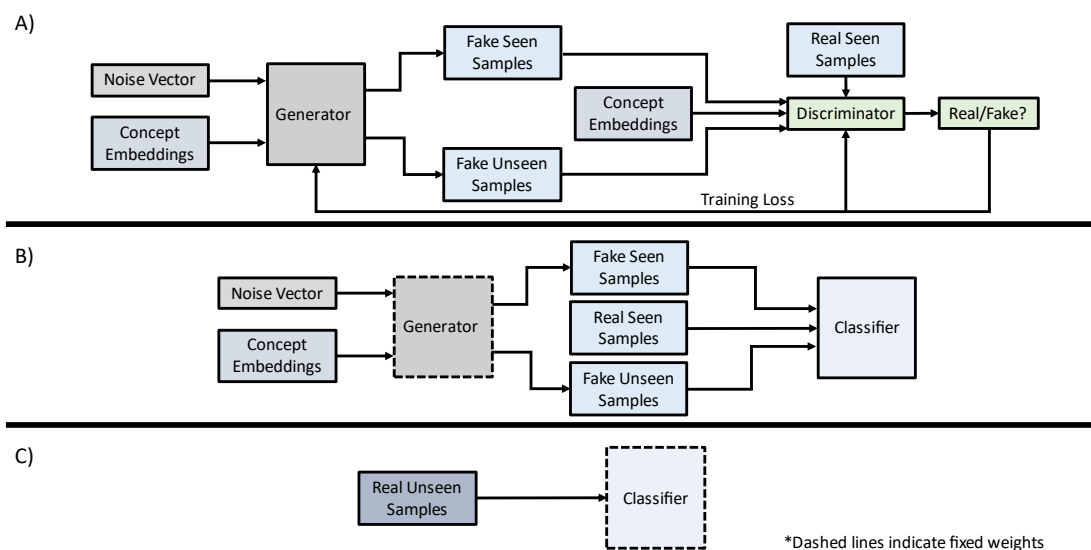 A)
Noise Vector
Concept
Embeddings
Generator
Fake Seen
Samples
Fake Unseen
Samples
Concept
Embeddings
Real Seen
Samples
Discriminator
Real/Fake?
Training Loss
B)
Noise Vector
Concept
Embeddings
Generator
Fake Seen
Samples
Real Seen
Samples
Fake Unseen
Samples
Classifier
C)
Real Unseen
Samples
Classifier
*Dashed lines indicate fixed weights